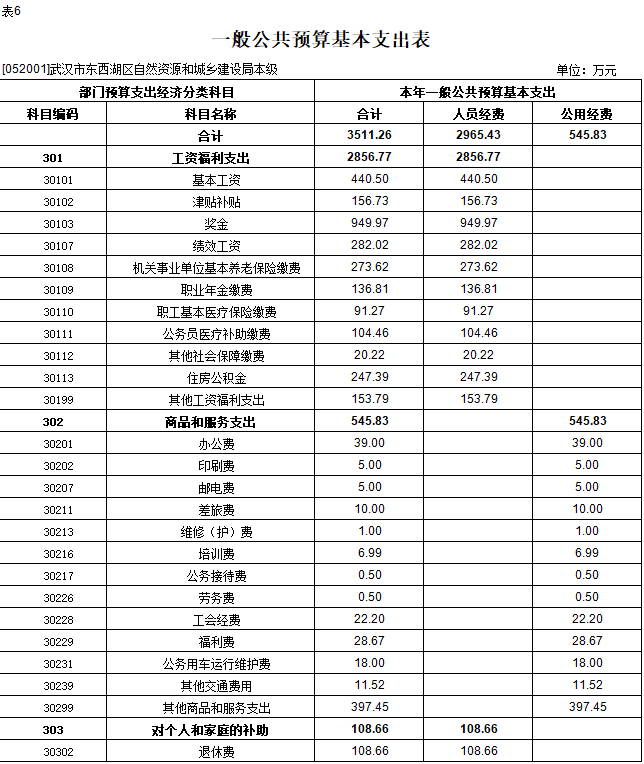 表6
一般公共预算基本支出表
[052001]武汉市东西湖区自然资源和城乡建设局本级 单位：万元
部门预算支出经济分类科目 本年一般公共预算基本支出
科目编码 科目名称 合计 人员经费 公用经费
合计 3511.26 2965.43 545.83
301 工资福利支出 2856.77 2856.77
30101 基本工资 440.50 440.50
30102 津贴补贴 156.73 156.73
30103 奖金 949.97 949.97
30107 绩效工资 282.02 282.02
30108 机关事业单位基本养老保险缴费 273.62 273.62
30109 职业年金缴费 136.81 136.81
30110 职工基本医疗保险缴费 91.27 91.27
30111 公务员医疗补助缴费 104.46 104.46
30112 其他社会保障缴费 20.22 20.22
30113 住房公积金 247.39 247.39
30199 其他工资福利支出 153.79 153.79
302 商品和服务支出 545.83 545.83
30201 办公费 39.00 39.00
30202 印刷费 5.00 5.00
30207 邮电费 5.00 5.00
30211 差旅费 10.00 10.00
30213 维修（护）费 1.00 1.00
30216 培训费 6.99 6.99
30217 公务接待费 0.50 0.50
30226 劳务费 0.50 0.50
30228 工会经费 22.20 22.20
30229 福利费 28.67 28.67
30231 公务用车运行维护费 18.00 18.00
30239 其他交通费用 11.52 11.52
30299 其他商品和服务支出 397.45 397.45
303 对个人和家庭的补助 108.66 108.66
30302 退休费 108.66 108.66